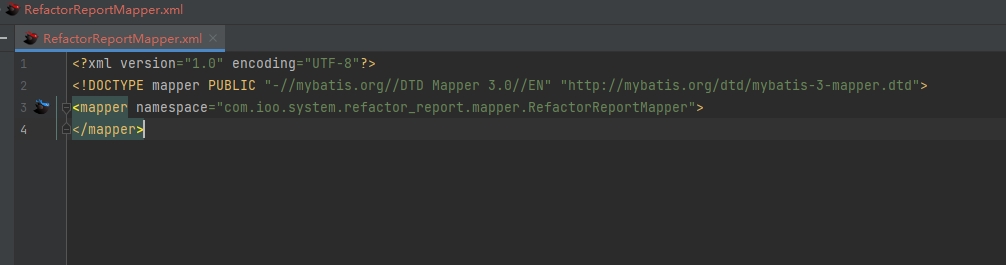 RefactorReportMapper.xml
RefactorReportMapper.xml
1 <?xml version="1.0" encoding="UTF-8"?>
2 <!DOCTYPE mapper PUBLIC "-//mybatis.org//DTD Mapper 3.0//EN" "http://mybatis.org/dtd/mybatis-3-mapper.dtd">
3 <mapper namespace="com.ioo.system.refactor_report.mapper.RefactorReportMapper">
4 </mapper>